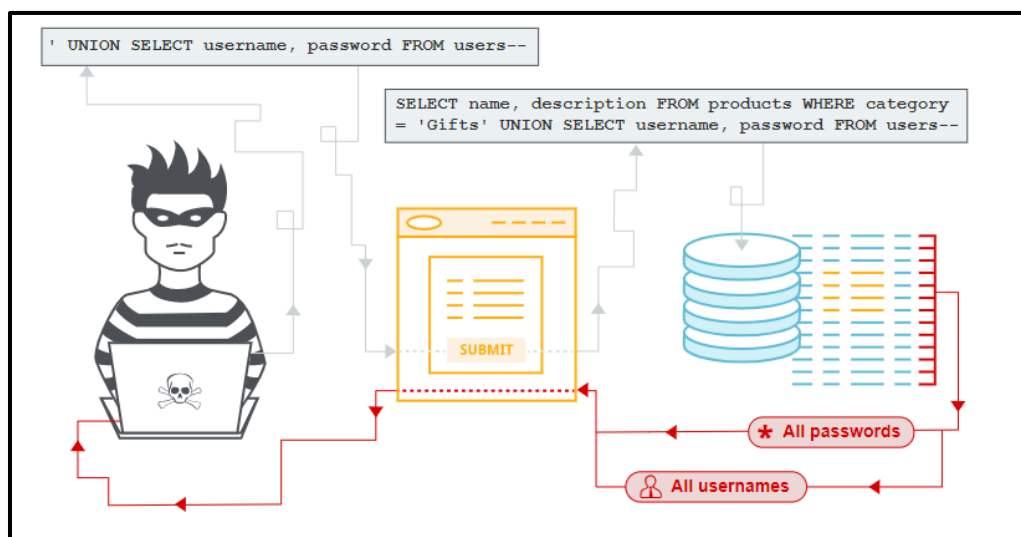 ' UNION SELECT username, password FROM users--
SELECT name, description FROM products WHERE category
= 'Gifts' UNION SELECT username, password FROM users--
SUBMIT
* All passwords
All usernames